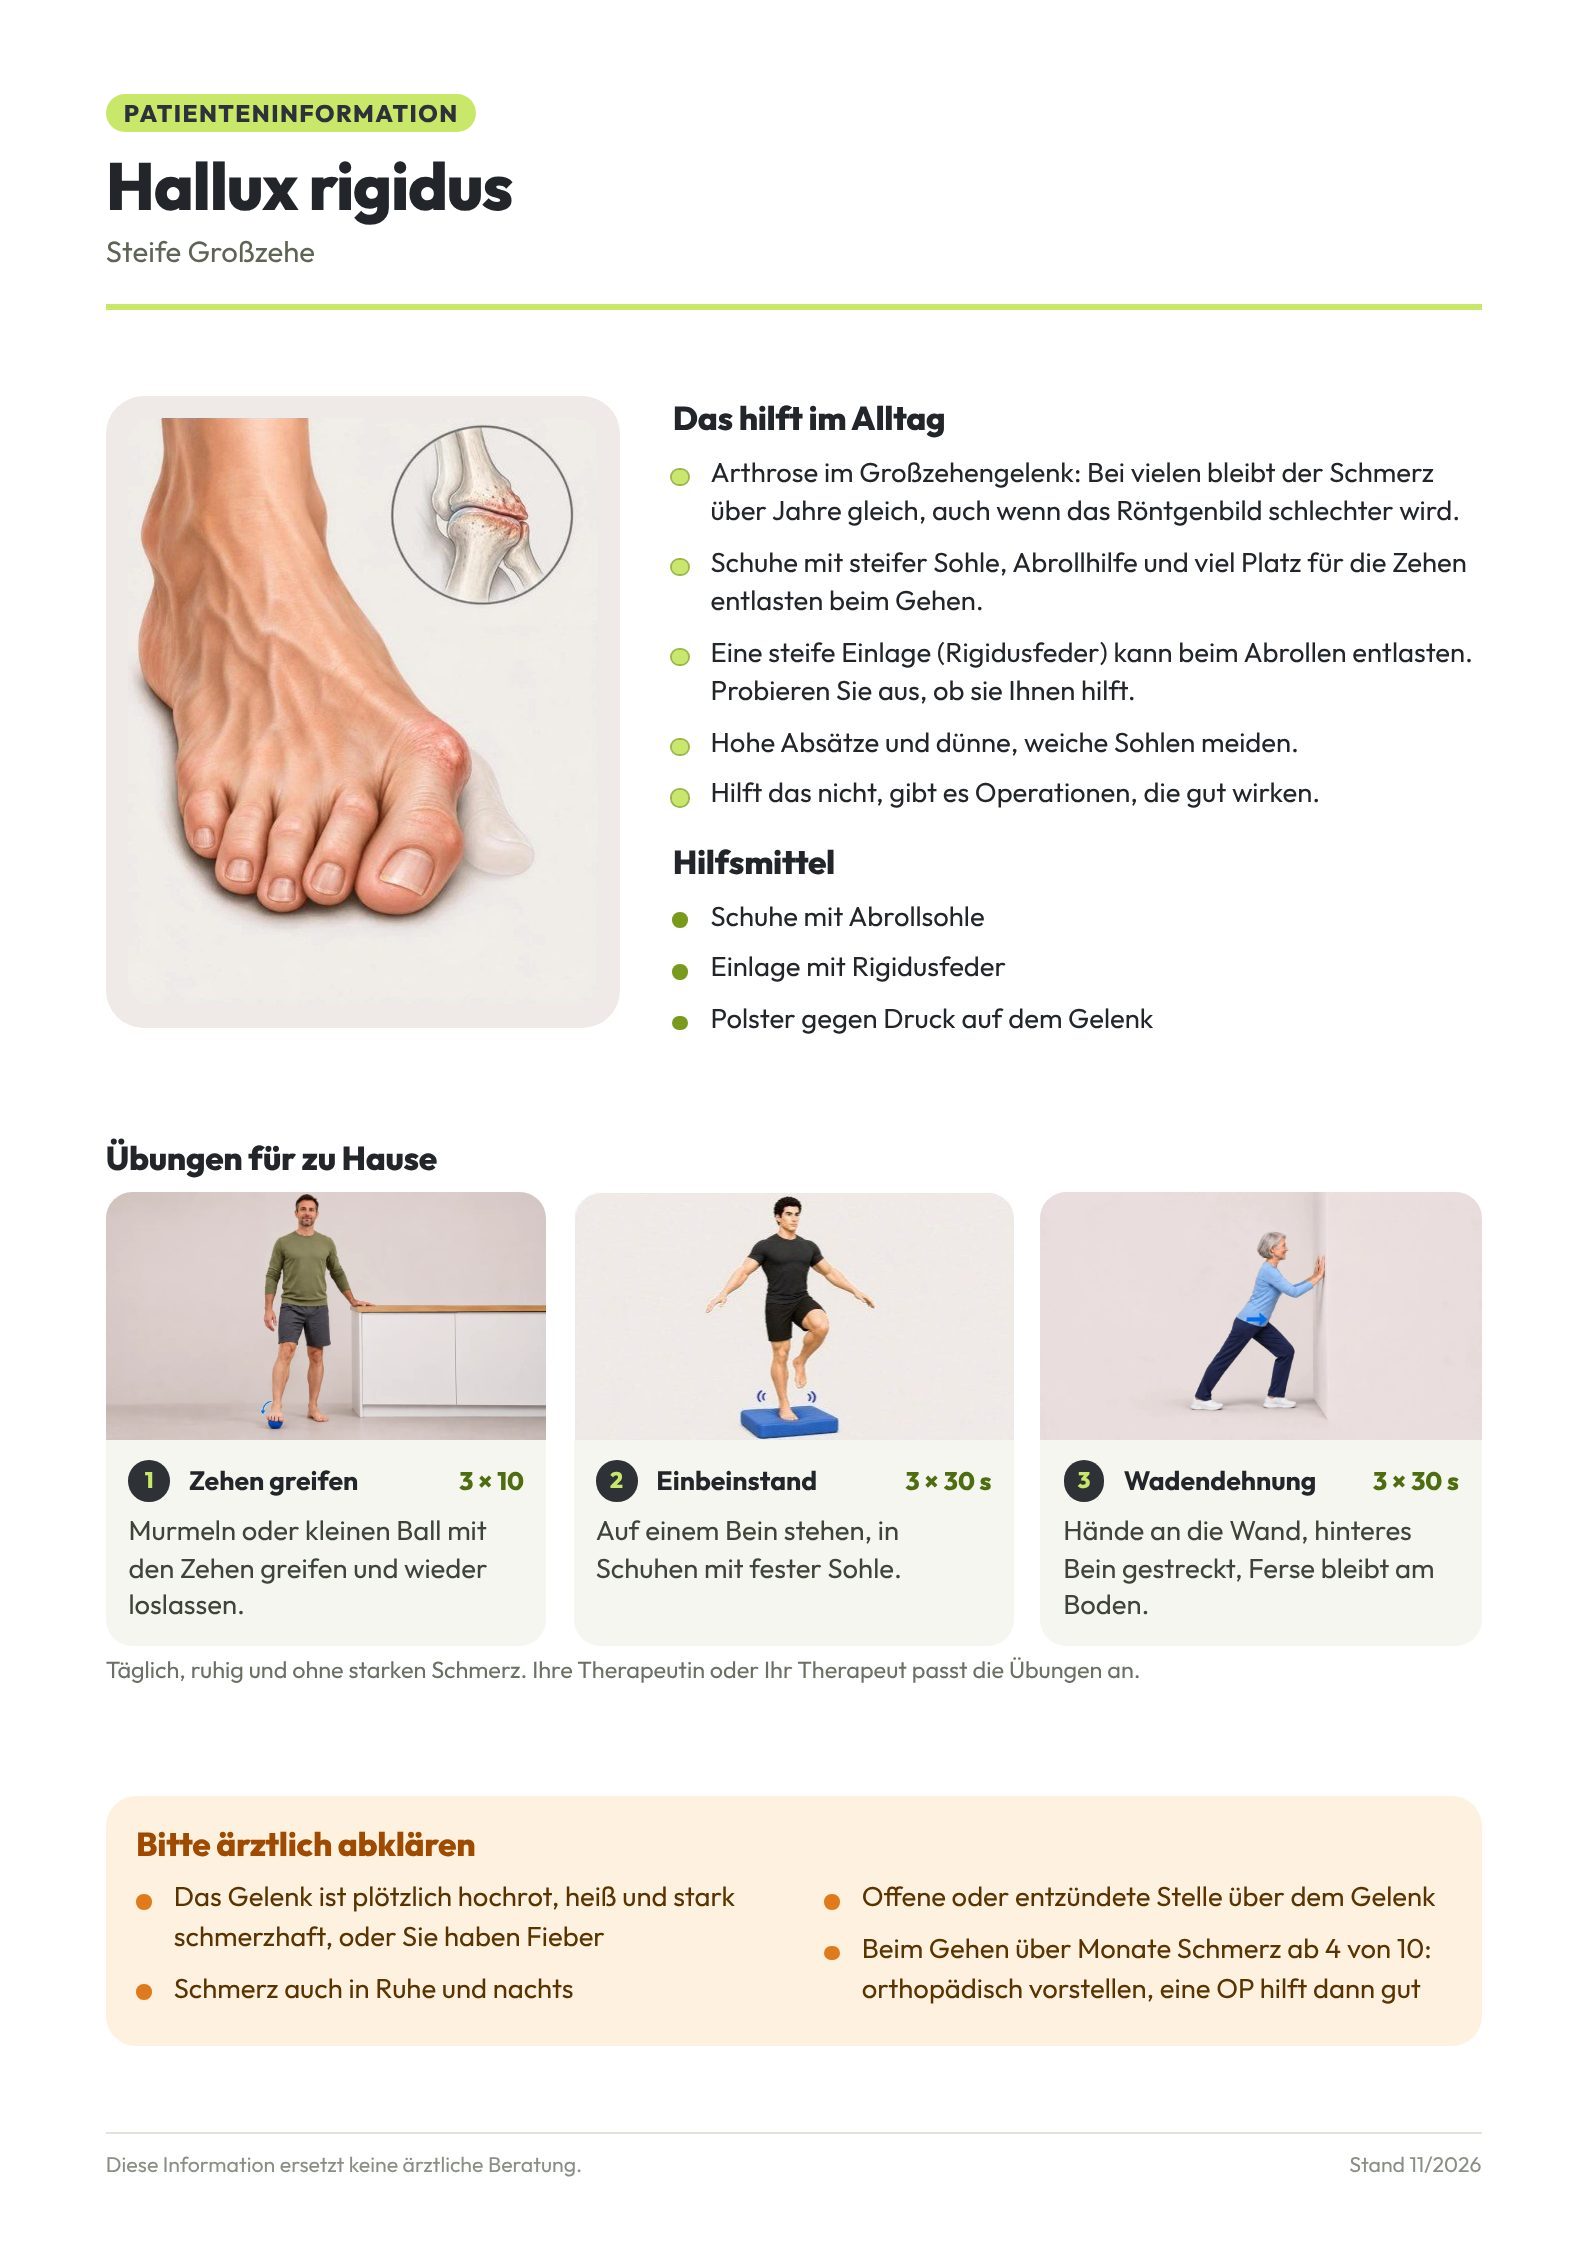 PATIENTENINFORMATION
Hallux rigidus
Steife Großzehe
Das hilft im Alltag
Arthrose im Großzehengelenk: Bei vielen bleibt der Schmerz
über Jahre gleich, auch wenn das Röntgenbild schlechter wird.
Schuhe mit steifer Sohle, Abrollhilfe und viel Platz für die Zehen
entlasten beim Gehen.
Eine steife Einlage (Rigidusfeder) kann beim Abrollen entlasten.
Probieren Sie aus, ob sie Ihnen hilft.
Hohe Absätze und dünne, weiche Sohlen meiden.
Hilft das nicht, gibt es Operationen, die gut wirken.
Hilfsmittel
Schuhe mit Abrollsohle
Einlage mit Rigidusfeder
Polster gegen Druck auf dem Gelenk
Übungen für zu Hause
1 Zehen greifen 3 × 10
Murmeln oder kleinen Ball mit
den Zehen greifen und wieder
loslassen.
2 Einbeinstand 3 × 30 s
Auf einem Bein stehen, in
Schuhen mit fester Sohle.
3 Wadendehnung 3 × 30 s
Hände an die Wand, hinteres
Bein gestreckt, Ferse bleibt am
Boden.
Täglich, ruhig und ohne starken Schmerz. Ihre Therapeutin oder Ihr Therapeut passt die Übungen an.
Bitte ärztlich abklären
Das Gelenk ist plötzlich hochrot, heiß und stark
schmerzhaft, oder Sie haben Fieber
Schmerz auch in Ruhe und nachts
Offene oder entzündete Stelle über dem Gelenk
Beim Gehen über Monate Schmerz ab 4 von 10:
orthopädisch vorstellen, eine OP hilft dann gut
Diese Information ersetzt keine ärztliche Beratung.
Stand 11/2026